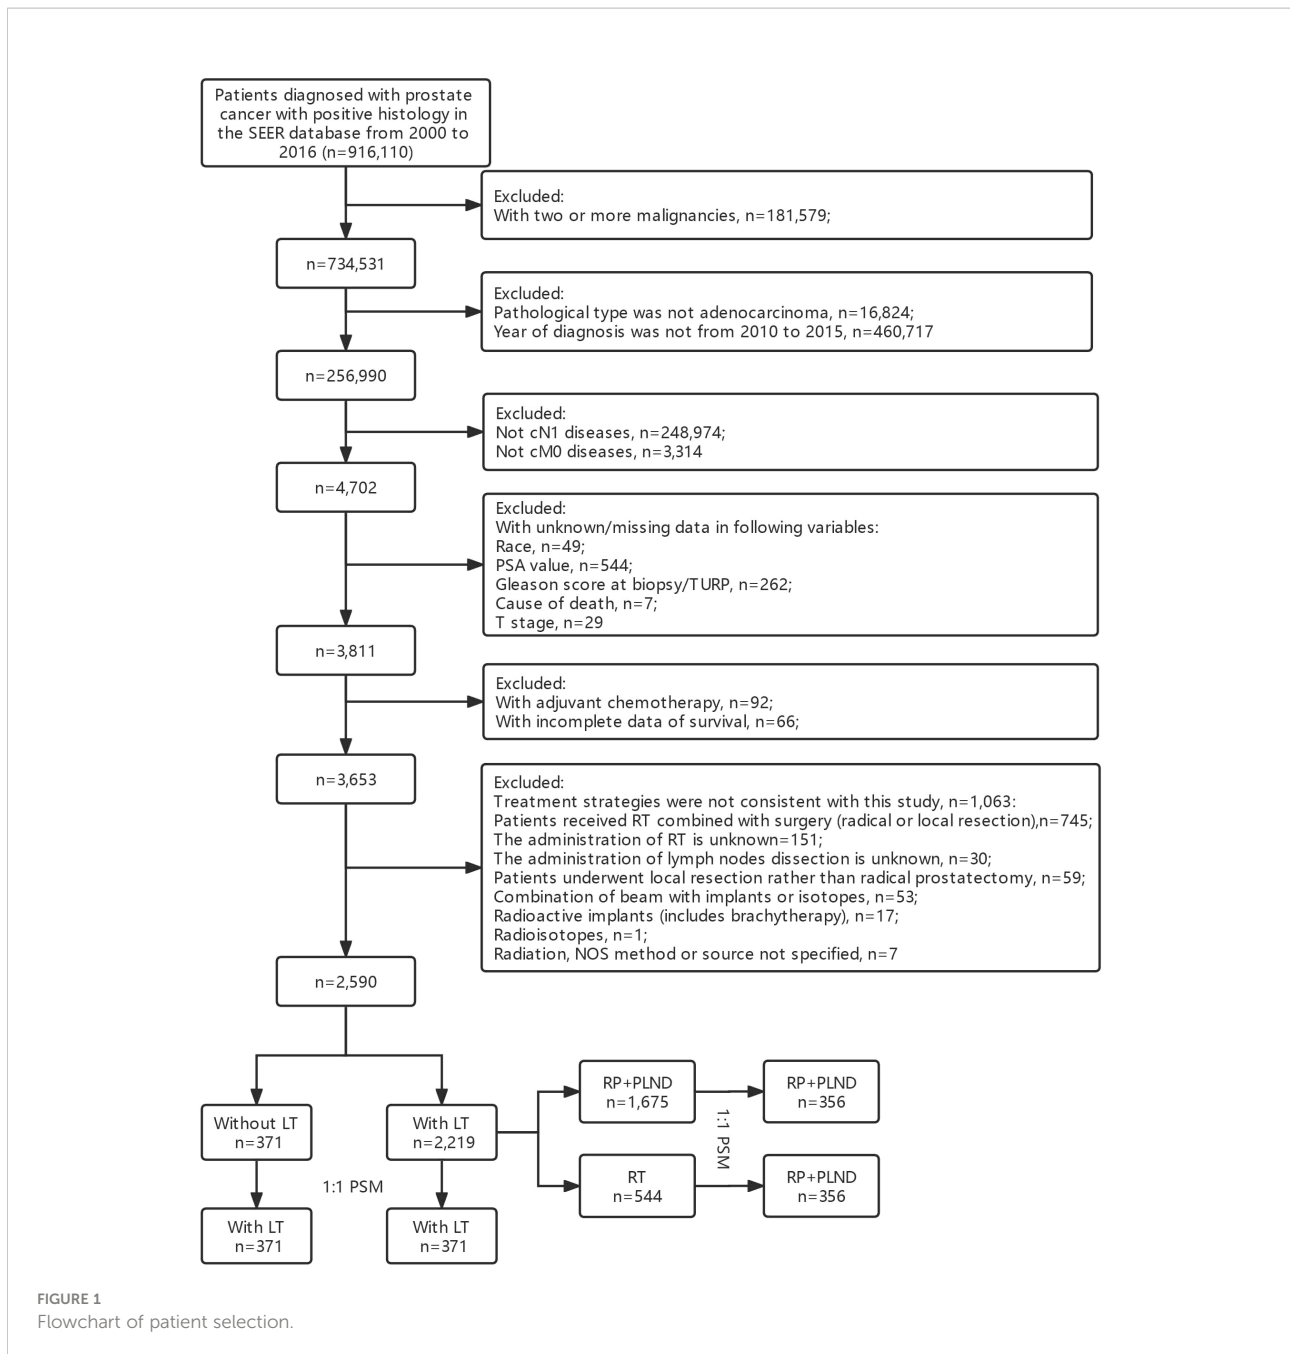 Patients diagnosed with prostate
cancer with positive histology in
the SEER database from 2000 to
2016 (n=916,110)
Excluded:
With two or more malignancies, n=181,579;
n=734,531
Excluded:
Pathological type was not adenocarcinoma, n=16,824;
Year of diagnosis was not from 2010 to 2015, n=460,717
n=256,990
Excluded:
Not cN1 diseases, n=248,974;
Not cM0 diseases, n=3,314
n=4,702
Excluded:
With unknown/missing data in following variables:
Race, n=49;
PSA value, n=544;
Gleason score at biopsy/TURP, n=262;
Cause of death, n=7;
T stage, n=29
n=3,811
Excluded:
With adjuvant chemotherapy, n=92;
With incomplete data of survival, n=66;
n=3,653
Excluded:
Treatment strategies were not consistent with this study, n=1,063:
Patients received RT combined with surgery (radical or local resection),n=745;
The administration of RT is unknown=151;
The administration of lymph nodes dissection is unknown, n=30;
Patients underwent local resection rather than radical prostatectomy, n=59;
Combination of beam with implants or isotopes, n=53;
Radioactive implants (includes brachytherapy), n=17;
Radioisotopes, n=1;
Radiation, NOS method or source not specified, n=7
n=2,590
Without LT
n=371
With LT
n=2,219
RP+PLND
n=1,675
RP+PLND
n=356
1:1 PSM
RT
n=544
RP+PLND
n=356
1:1 PSM
With LT
n=371
With LT
n=371
FIGURE 1
Flowchart of patient selection.